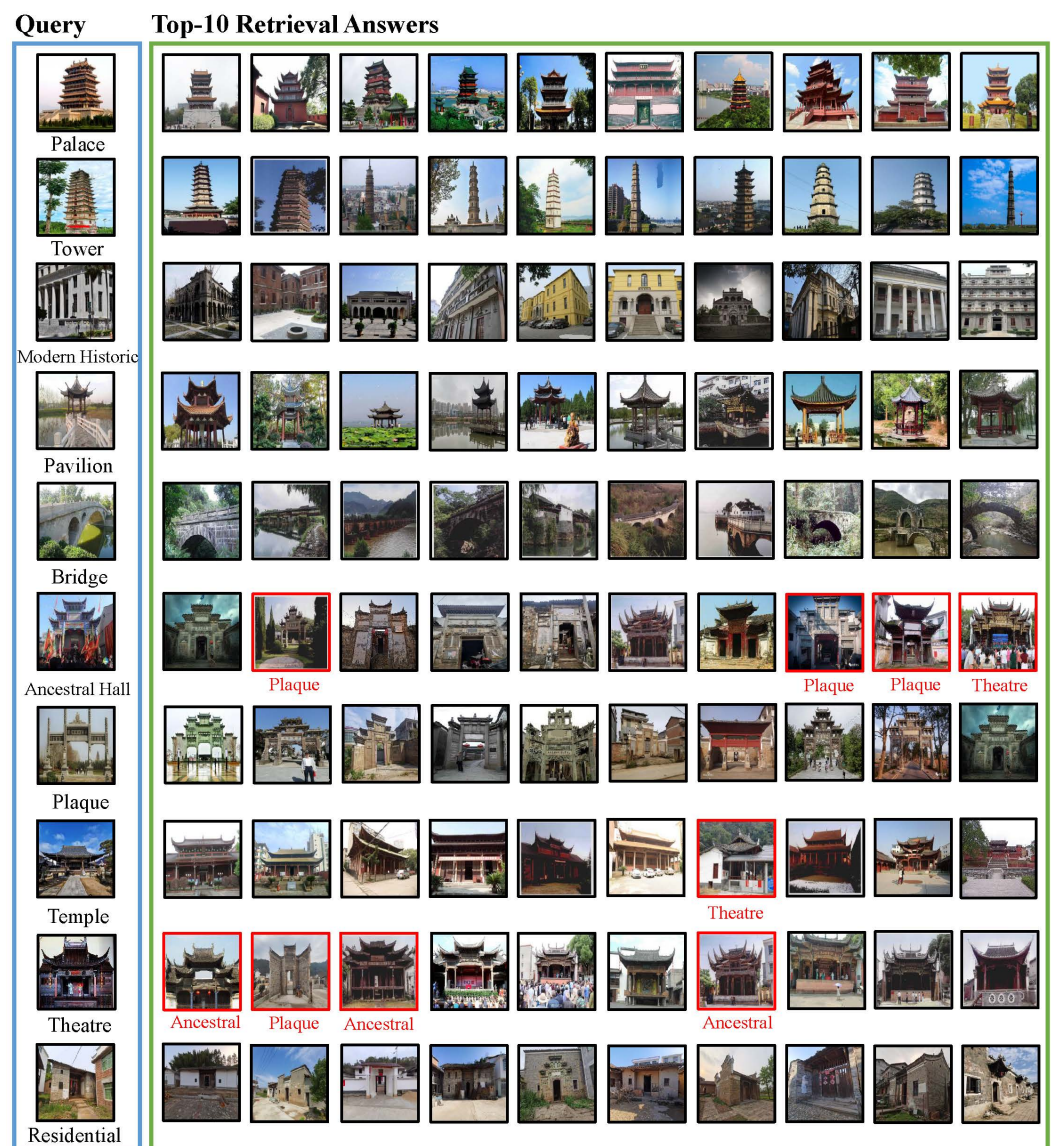 Query
Top-10 Retrieval Answers
Palace
Tower
Modern Historic
Pavilion
Bridge
Ancestral Hall
Plaque
Plaque
Plaque
Theatre
Plaque
Temple
Theatre
Theatre
Ancestral
Plaque
Ancestral
Ancestral
Residential